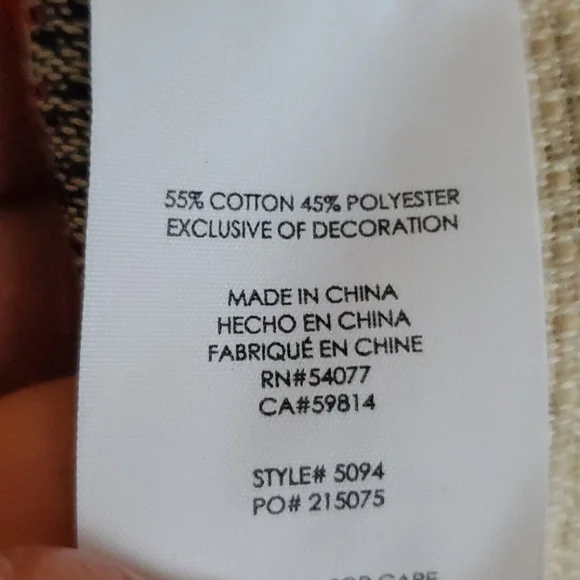 55% COTTON 45% POLYESTER
EXCLUSIVE OF DECORATION
MADE IN CHINA
HECHO EN CHINA
FABRIQUÉ EN CHINE
RN#54077
CA#59814
STYLE# 5094
PO# 215075
CARE